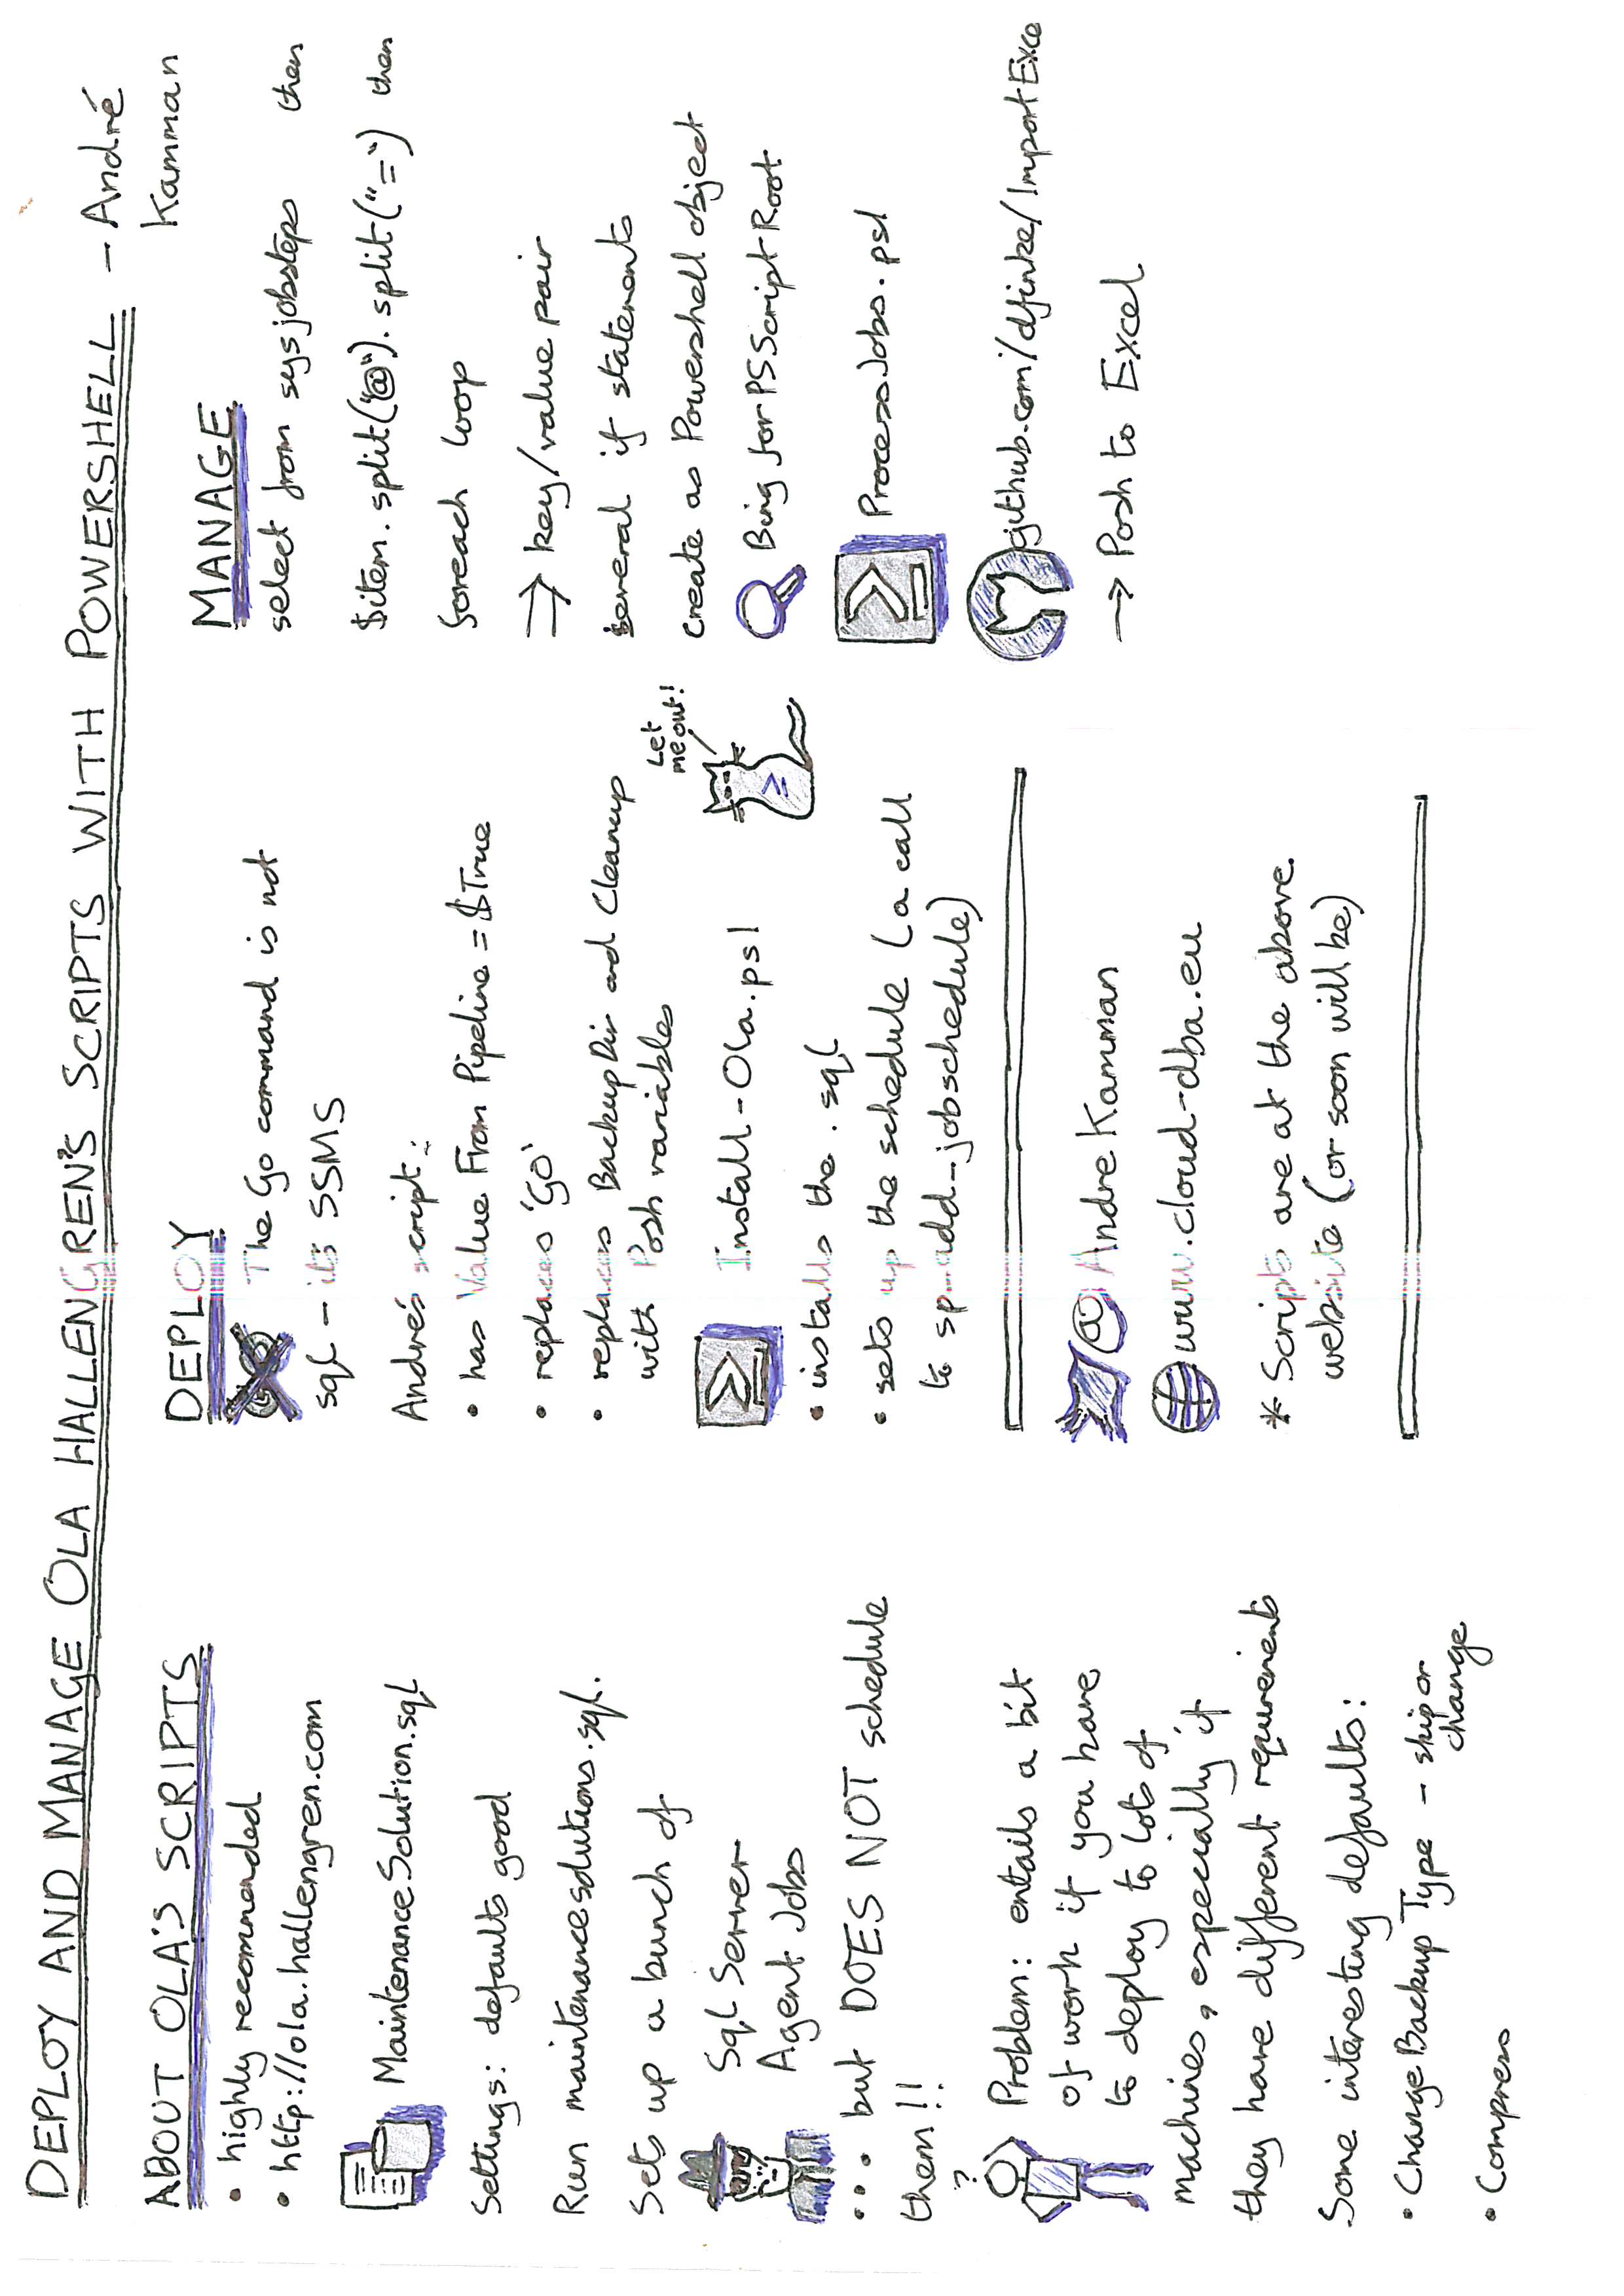 DEPLOY AND MANAGE OLA HALLENGREN'S SCRIPTS WITH POWERSHELL - André
Kamman
ABOUT OLA'S SCRIPTS
• highly recommended
• http://ola.hallengren.com
MaintenanceSolution.sql
Settings: defaults good
Run maintenancesolutions.sql.
Sets up a bunch of
Sql Server
Agent Jobs
... but DOES NOT schedule
them!!
?
Problem: entails a bit
of work if you have
to deploy to lots of
machines, especially if
they have different requirements
Some interesting defaults:
• Change Backup Type - skip or
change
• Compress
DEPLOY
GO
The Go command is not
sql - its SSMS
Andre's script:
• has Value From Pipeline = $True
• replaces 'GO'
• replaces BackupDir and Cleanup
with Posh variables
Let
me out!
Install-Ola.ps1
• installs the .sql
• sets up the schedule (a call
to sp_add_jobschedule)
@AndreKamman
www.cloud-dba.eu
* Scripts are at the above
website (or soon will be)
MANAGE
select from sysjobsteps then
$item.split("@").split("=") then
foreach loop
⇒ key/value pair
several if statements
create as Powershell object
Bing for PSScriptRoot
ProcessJobs.ps1
github.com/dfinke/ImportExce
→ Posh to Excel